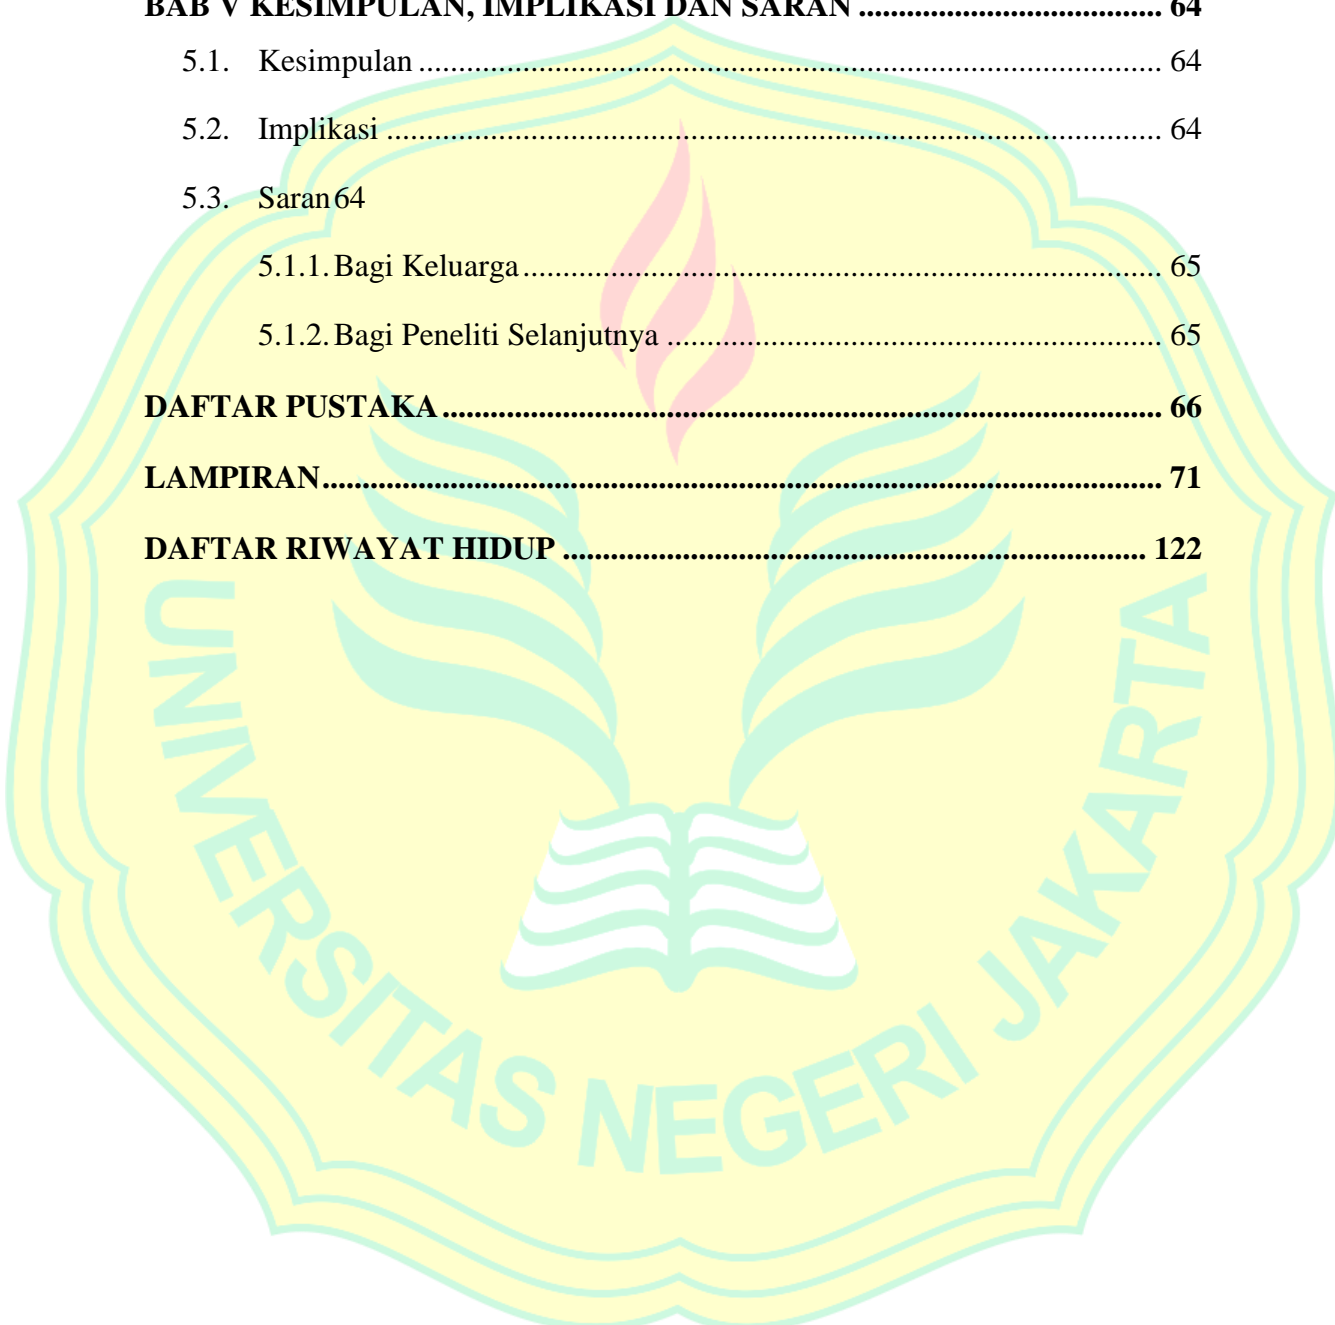 BAB V KESIMPULAN, IMPLIKASI DAN SARAN ...................................... 64
5.1. Kesimpulan ............................................................................................. 64
5.2. Implikasi ................................................................................................. 64
5.3. Saran 64
5.1.1. Bagi Keluarga ................................................................................ 65
5.1.2. Bagi Peneliti Selanjutnya .............................................................. 65
DAFTAR PUSTAKA .......................................................................................... 66
LAMPIRAN ......................................................................................................... 71
DAFTAR RIWAYAT HIDUP ......................................................................... 122
UNIVERSITAS NEGERI JAKARTA